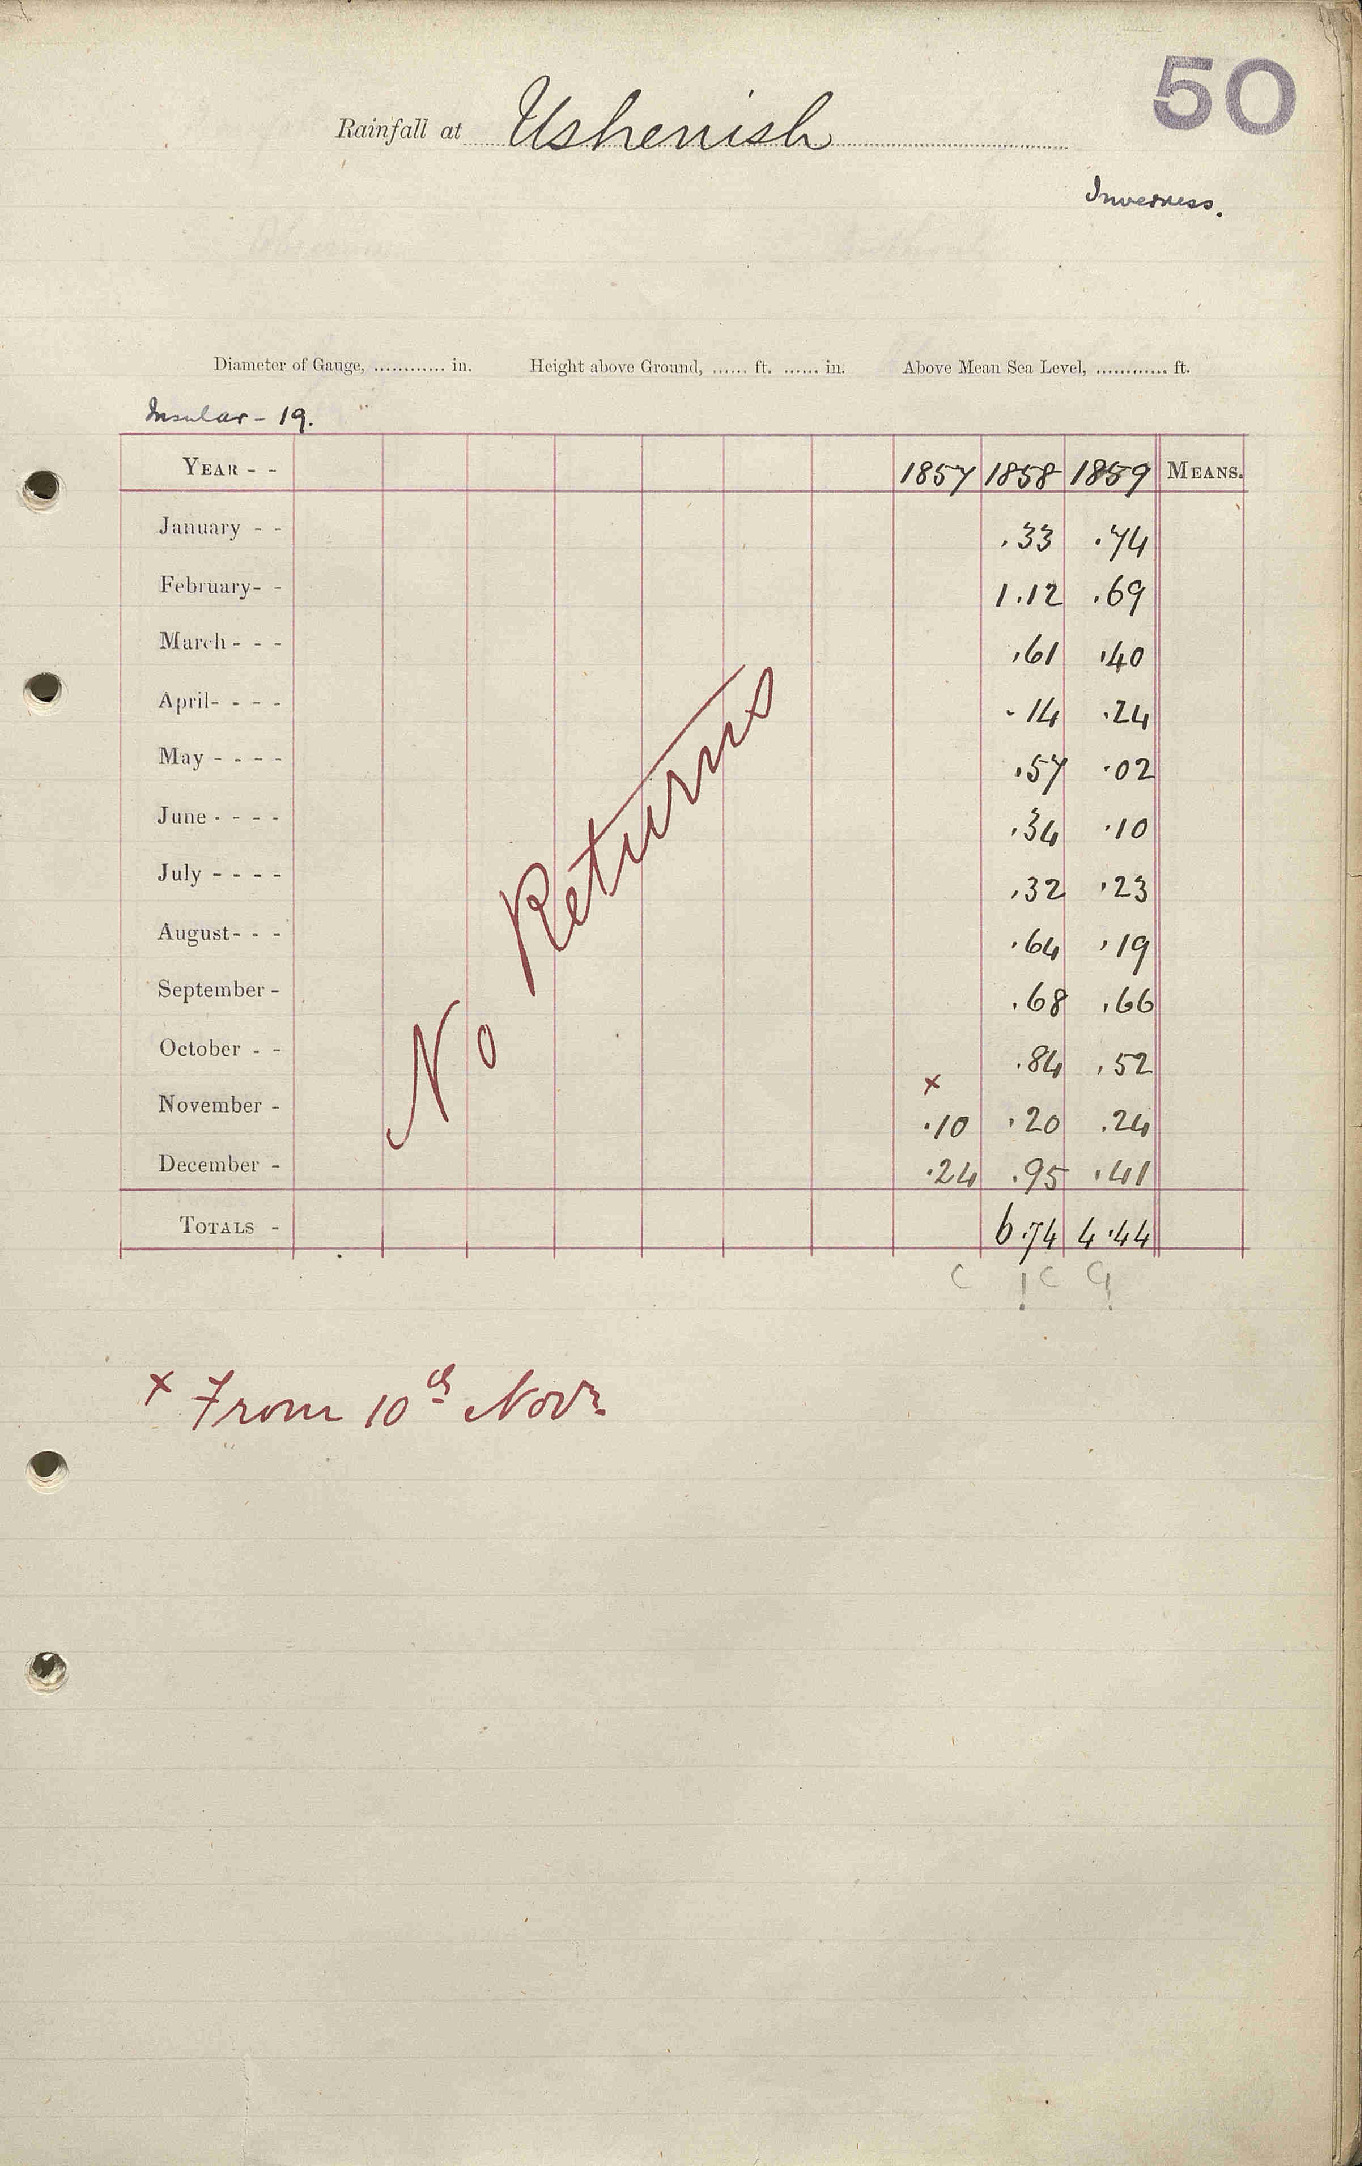 50
Rainfall at Ushenish
Inverness.
Diameter of Gauge, ............ in. Height above Ground, ...... ft. ...... in. Above Mean Sea Level, ............ ft.
Insular - 19.
YEAR - - 1857 1858 1859 MEANS.
January - - .33 .74
February- - 1.12 .69
March - - - .61 .40
April- - - - .14 .24
May - - - - .57 .02
June - - - - .34 .10
July - - - - .32 .23
August- - - .64 .19
September - .68 .66
October - - .84 .52
x
November - .10 .20 .24
December - .24 .95 .41
TOTALS - 6.74 4.44
C !C C!
No Returns
x From 10th Novr.